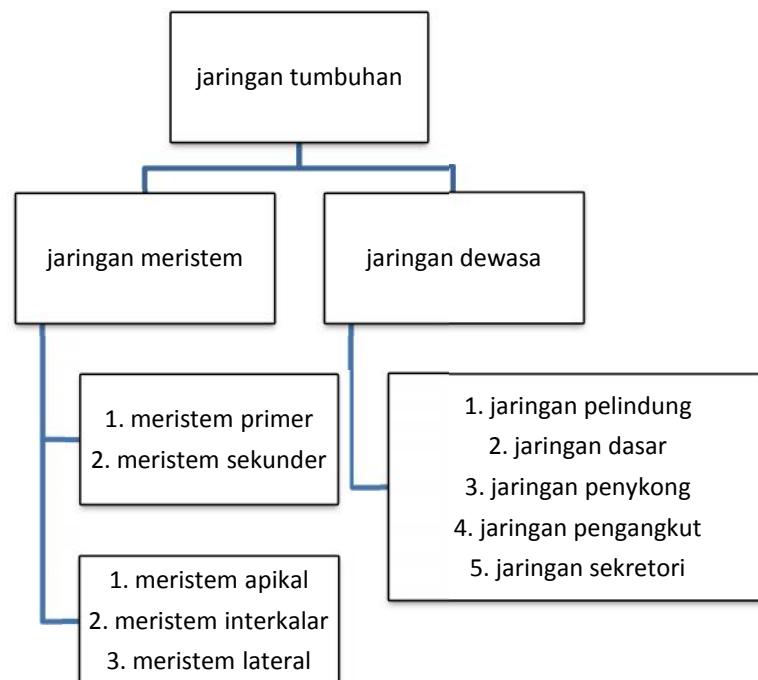 jaringan tumbuhan
jaringan meristem
jaringan dewasa
1. meristem primer
2. meristem sekunder
1. meristem apikal
2. meristem interkalar
3. meristem lateral
1. jaringan pelindung
2. jaringan dasar
3. jaringan penykong
4. jaringan pengangkut
5. jaringan sekretori